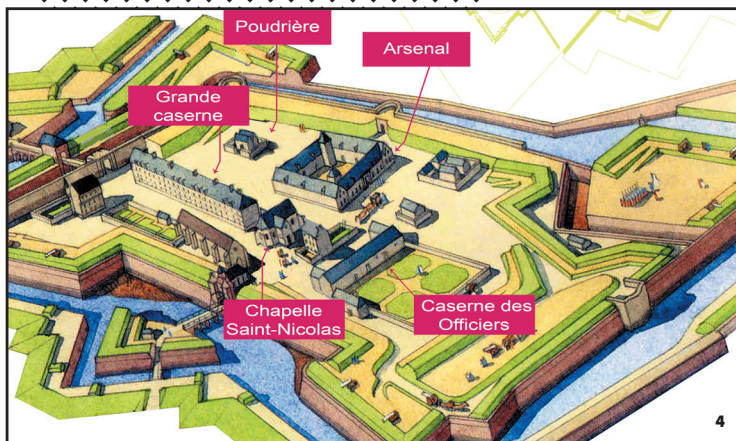 Poudrière
Arsenal
Grande
caserne
Chapelle
Saint-Nicolas
Caserne des
Officiers
4